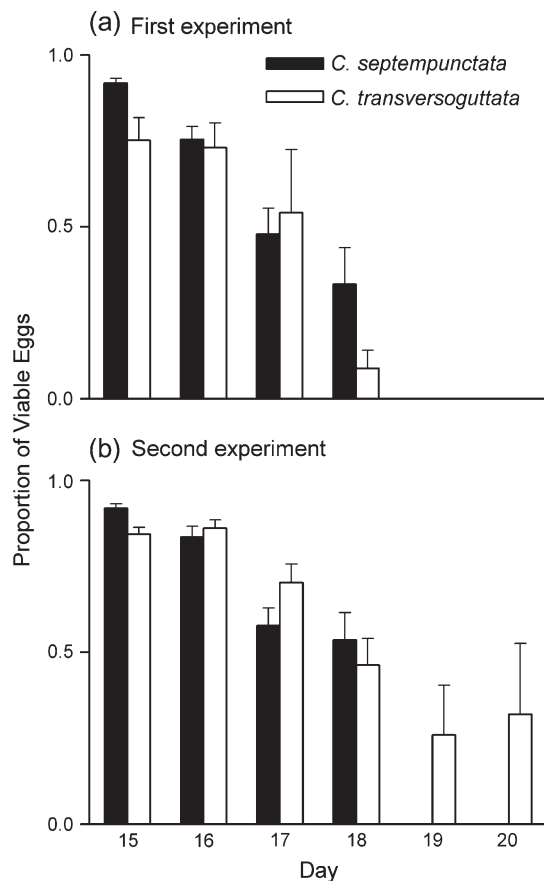 (a) First experiment
1.0
C. septempunctata
C. transversoguttata
0.5
0.0
(b) Second experiment
1.0
0.5
0.0
15 16 17 18 19 20
Day
Proportion of Viable Eggs